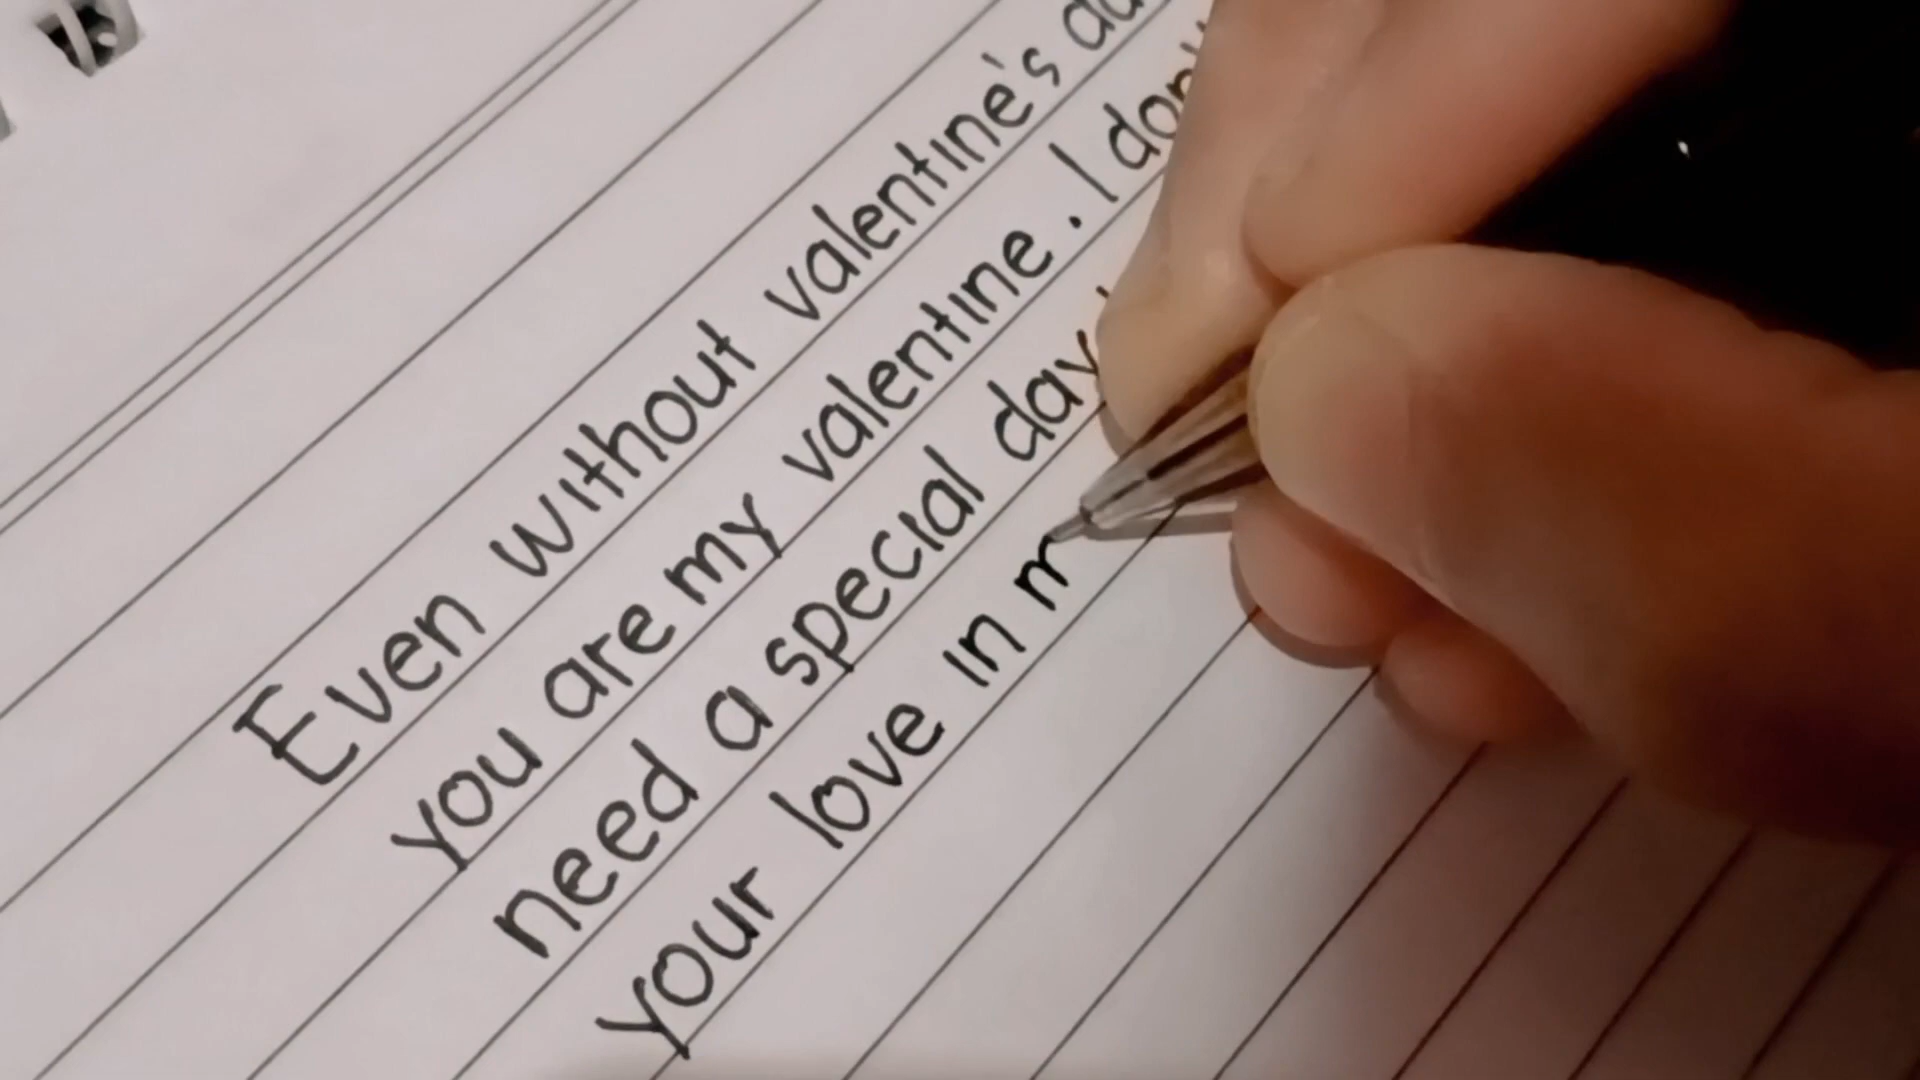 Even without valentine's
you are my valentine. I
need a special day
your love in